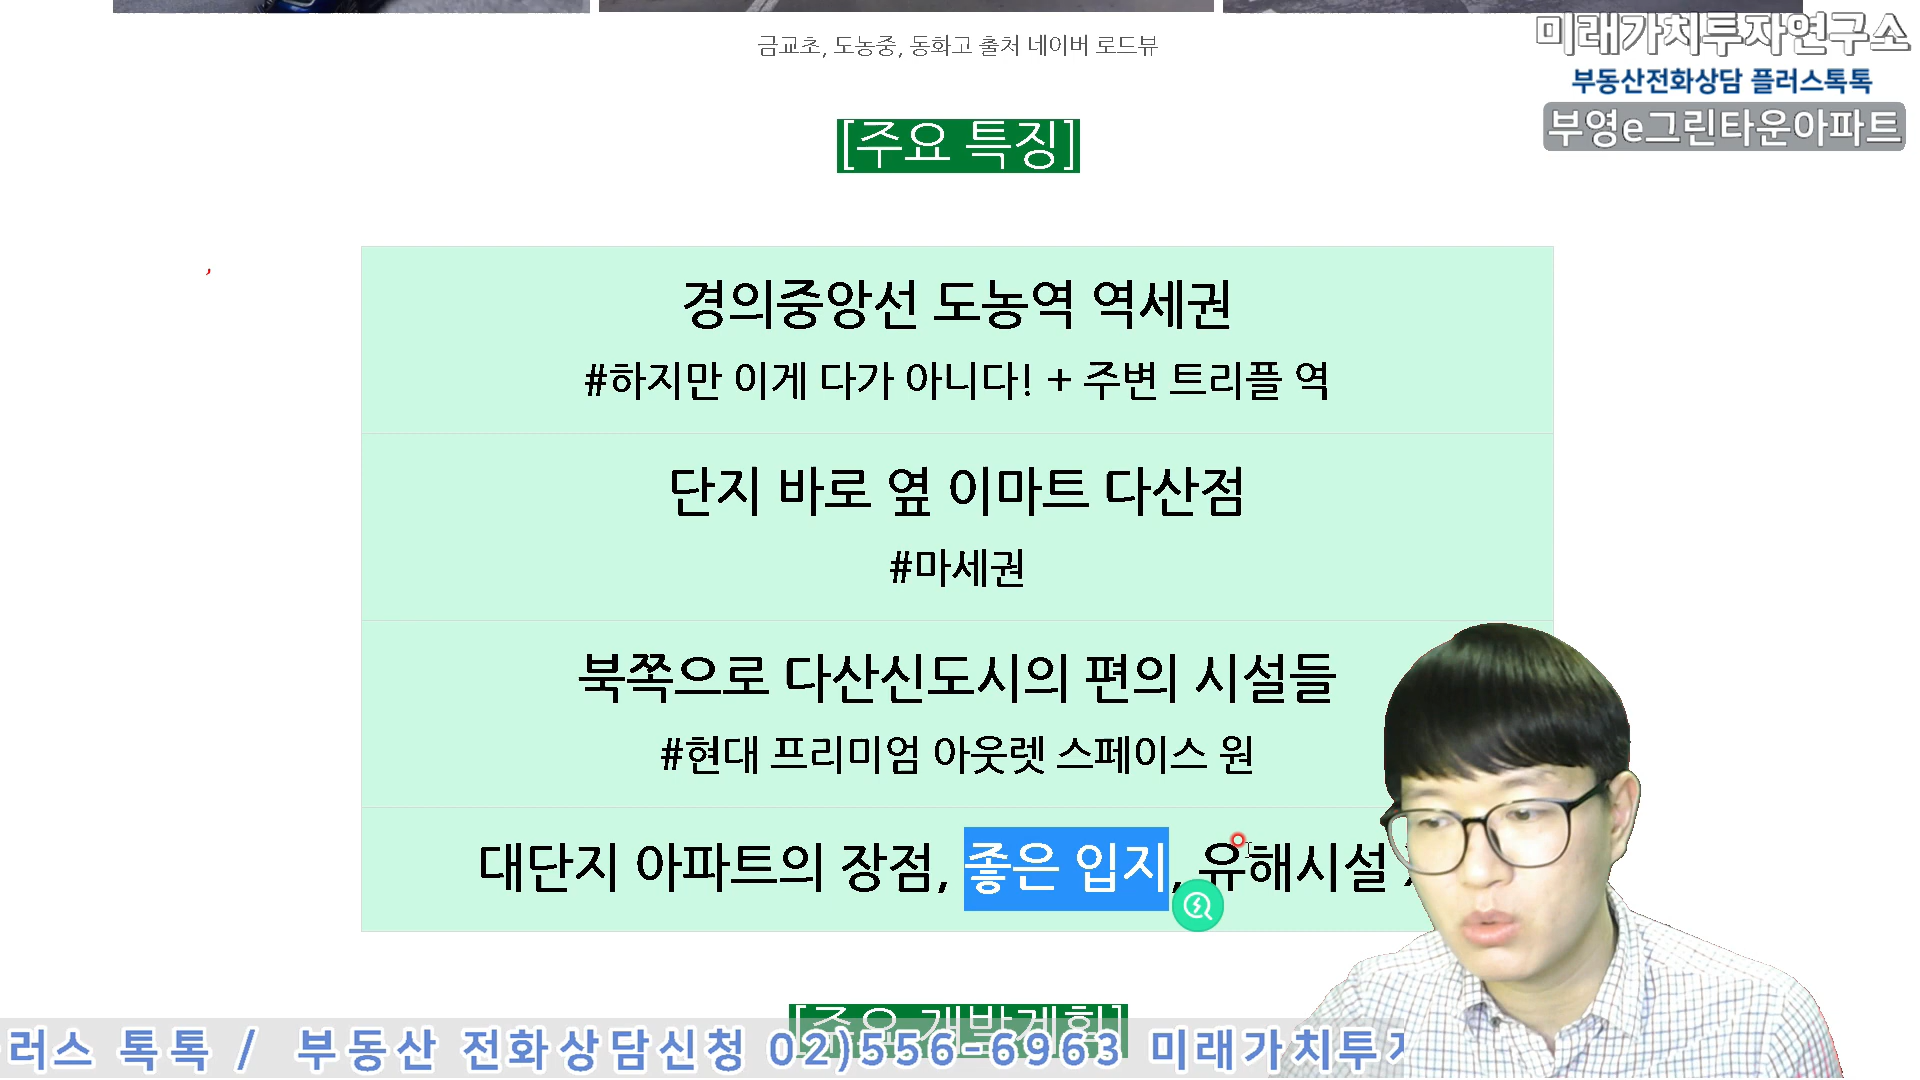 금교초, 도농중, 동화고 출처 네이버 로드뷰
미래가치투자연구소
부동산전화상담 플러스톡톡
부영e그린타운아파트
[주요 특징]
경의중앙선 도농역 역세권
#하지만 이게 다가 아니다! + 주변 트리플 역
단지 바로 옆 이마트 다산점
#마세권
북쪽으로 다산신도시의 편의 시설들
#현대 프리미엄 아웃렛 스페이스 원
대단지 아파트의 장점, 좋은 입지, 유해시설
[주요 개발계획]
러스 톡톡 / 부동산 전화상담신청 02)556-6963 미래가치투